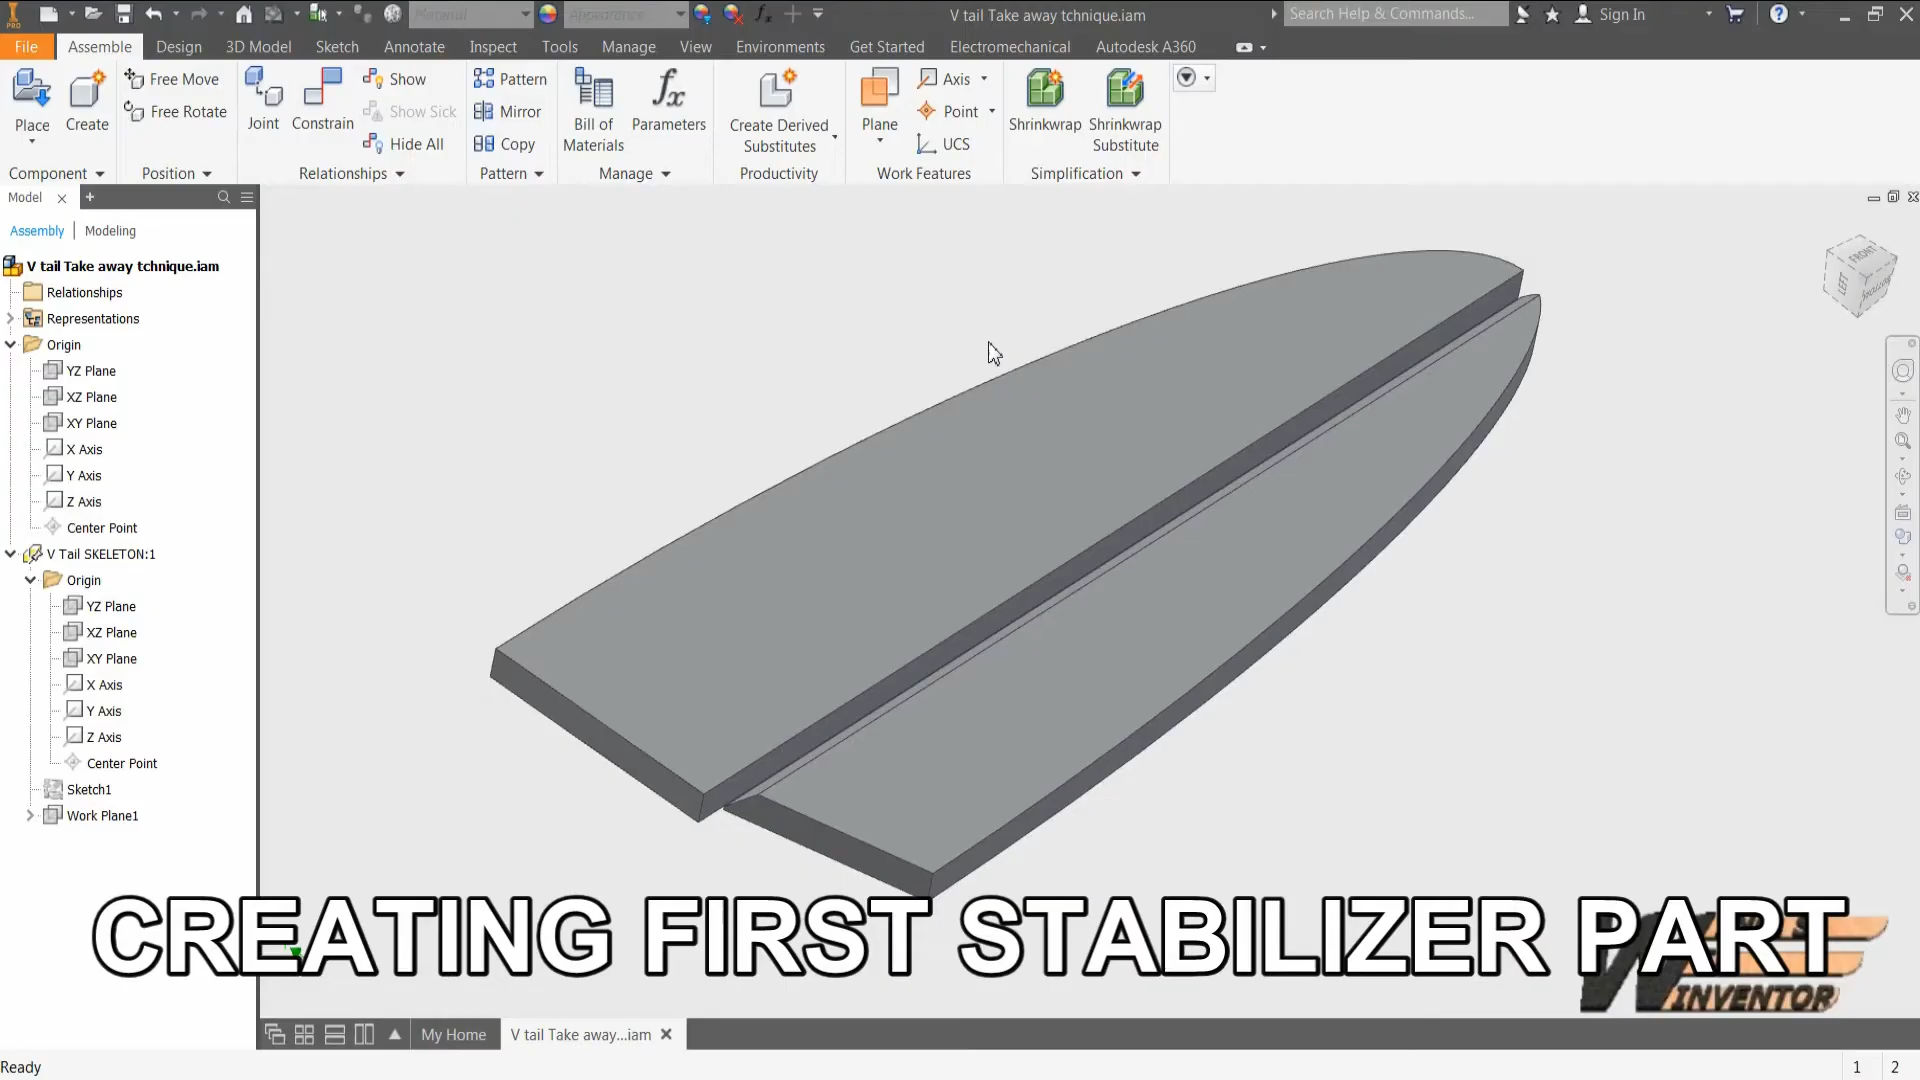 V tail Take away tchnique.iam
Search Help & Commands...
Sign In
PRO
Material
Appearance
File
Assemble
Design
3D Model
Sketch
Annotate
Inspect
Tools
Manage
View
Environments
Get Started
Electromechanical
Autodesk A360
Place
Create
Free Move
Free Rotate
Joint
Constrain
Show
Show Sick
Hide All
Pattern
Mirror
Copy
Bill of
Materials
Parameters
Create Derived
Substitutes
Plane
Axis
Point
UCS
Shrinkwrap
Shrinkwrap
Substitute
Component
Position
Relationships
Pattern
Manage
Productivity
Work Features
Simplification
Model
Assembly
Modeling
V tail Take away tchnique.iam
Relationships
Representations
Origin
YZ Plane
XZ Plane
XY Plane
X Axis
Y Axis
Z Axis
Center Point
V Tail SKELETON:1
Origin
YZ Plane
XZ Plane
XY Plane
X Axis
Y Axis
Z Axis
Center Point
Sketch1
Work Plane1
FRONT
CREATING FIRST STABILIZER PART
INVENTOR
My Home
V tail Take away...iam
Ready
1
2